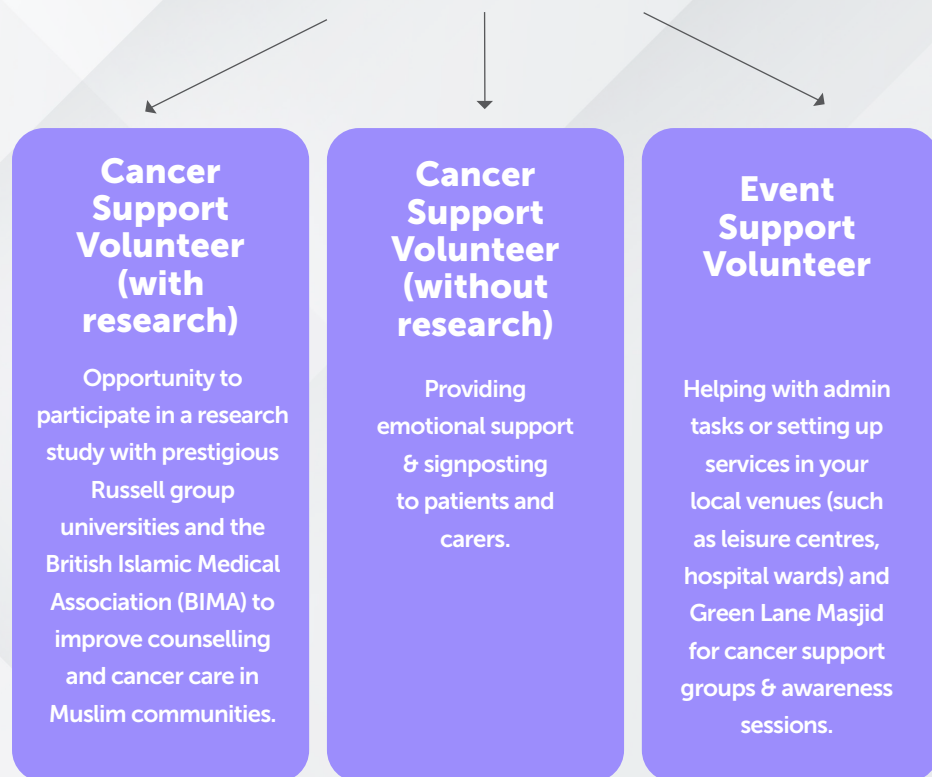 Cancer
Support
Volunteer
(with
research)
Opportunity to
participate in a research
study with prestigious
Russell group
universities and the
British Islamic Medical
Association (BIMA) to
improve counselling
and cancer care in
Muslim communities.
Cancer
Support
Volunteer
(without
research)
Providing
emotional support
& signposting
to patients and
carers.
Event
Support
Volunteer
Helping with admin
tasks or setting up
services in your
local venues (such
as leisure centres,
hospital wards) and
Green Lane Masjid
for cancer support
groups & awareness
sessions.